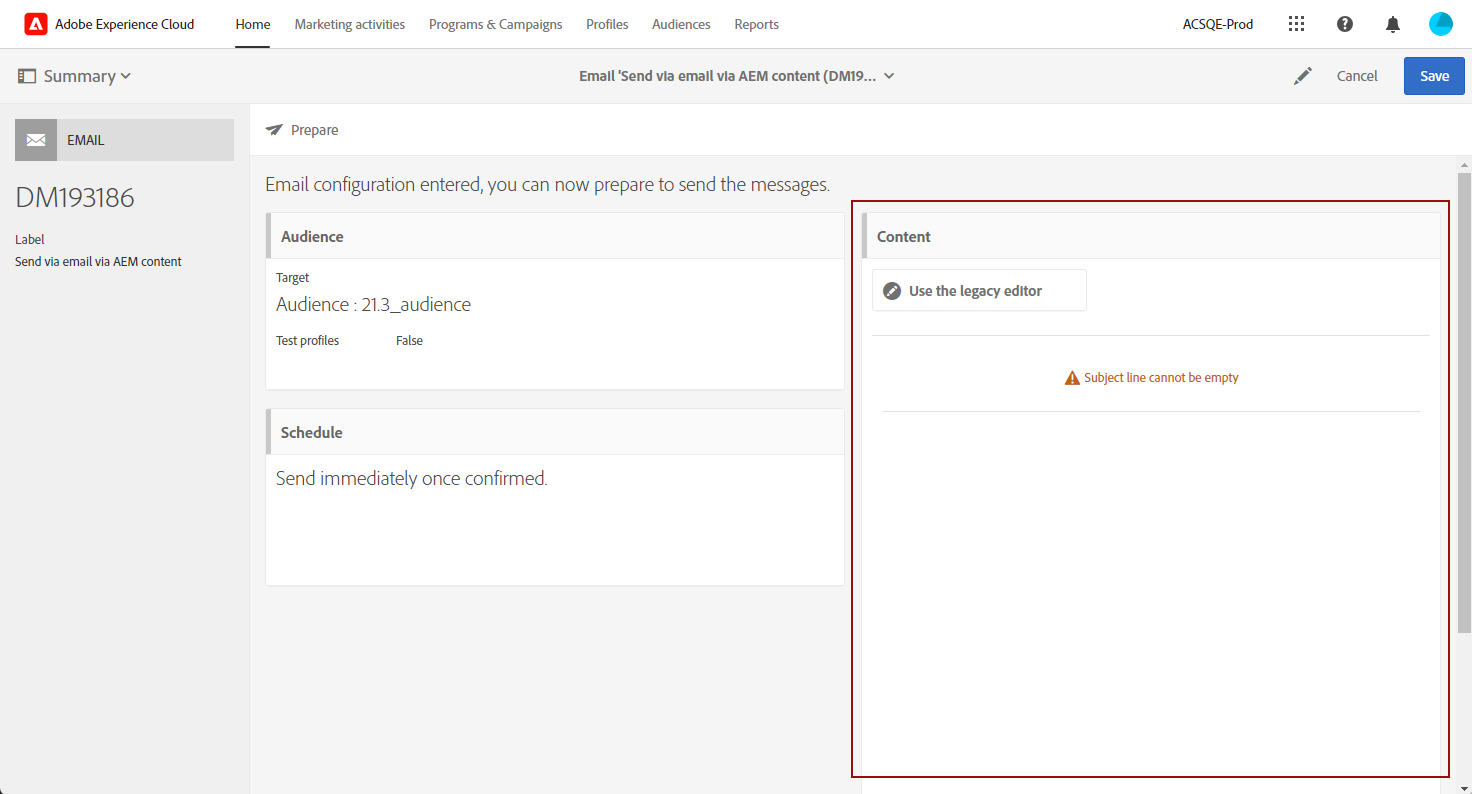 Adobe Experience Cloud Home Marketing activities Programs & Campaigns Profiles Audiences Reports ACSQE-Prod
Summary Email 'Send via email via AEM content (DM19... Cancel Save
EMAIL
DM193186
Label
Send via email via AEM content
Prepare
Email configuration entered, you can now prepare to send the messages.
Audience
Target
Audience : 21.3_audience
Test profiles False
Schedule
Send immediately once confirmed.
Content
Use the legacy editor
Subject line cannot be empty